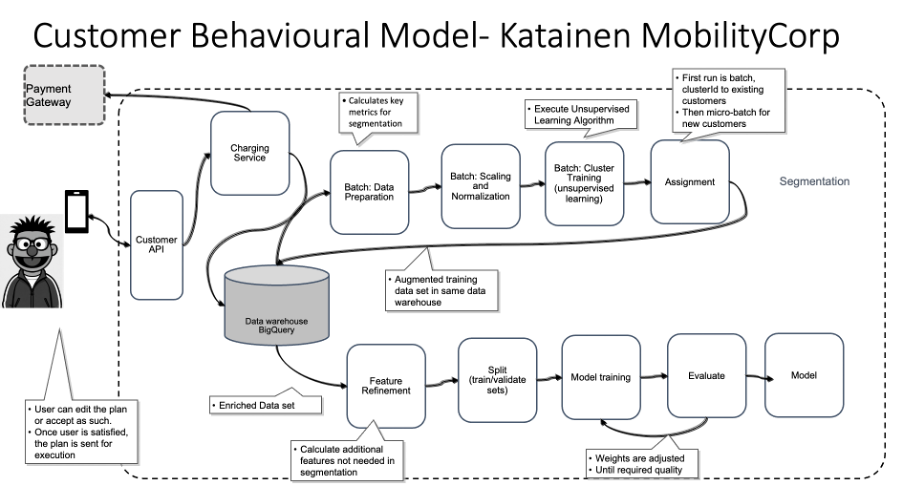 Customer Behavioural Model- Katainen MobilityCorp
Payment
Gateway
• Calculates key
metrics for
segmentation
• Execute Unsupervised
Learning Algorithm
• First run is batch,
clusterId to existing
customers
• Then micro-batch for
new customers
Charging
Service
Batch: Data
Preparation
Batch: Scaling
and
Normalization
Batch: Cluster
Training
(unsupervised
learning)
Assignment
Segmentation
Customer
API
• Augmented training
data set in same data
warehouse
Data warehouse
BigQuery
Feature
Refinement
Split
(train/validate
sets)
Model training
Evaluate
Model
• Enriched Data set
• User can edit the plan
or accept as such.
• Once user is satisfied,
the plan is sent for
execution
• Calculate additional
features not needed in
segmentation
• Weights are adjusted
• Until required quality